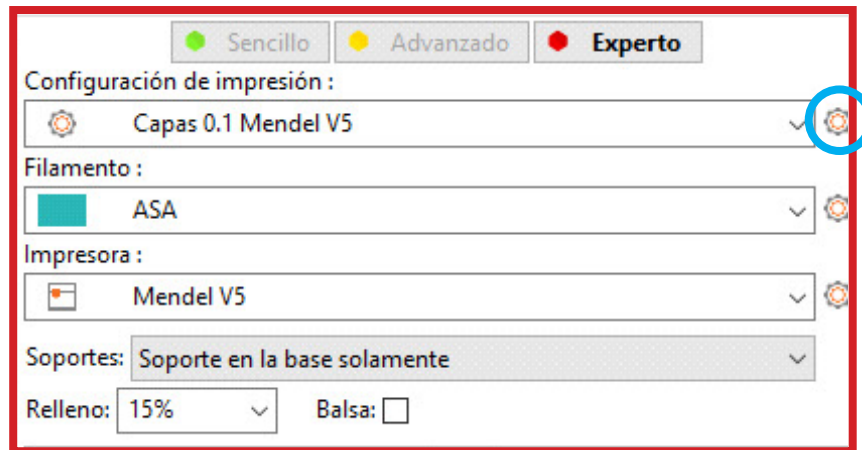 Sencillo Advanzado Experto
Configuración de impresión :
Capas 0.1 Mendel V5
Filamento :
ASA
Impresora :
Mendel V5
Soportes: Soporte en la base solamente
Relleno: 15% Balsa: